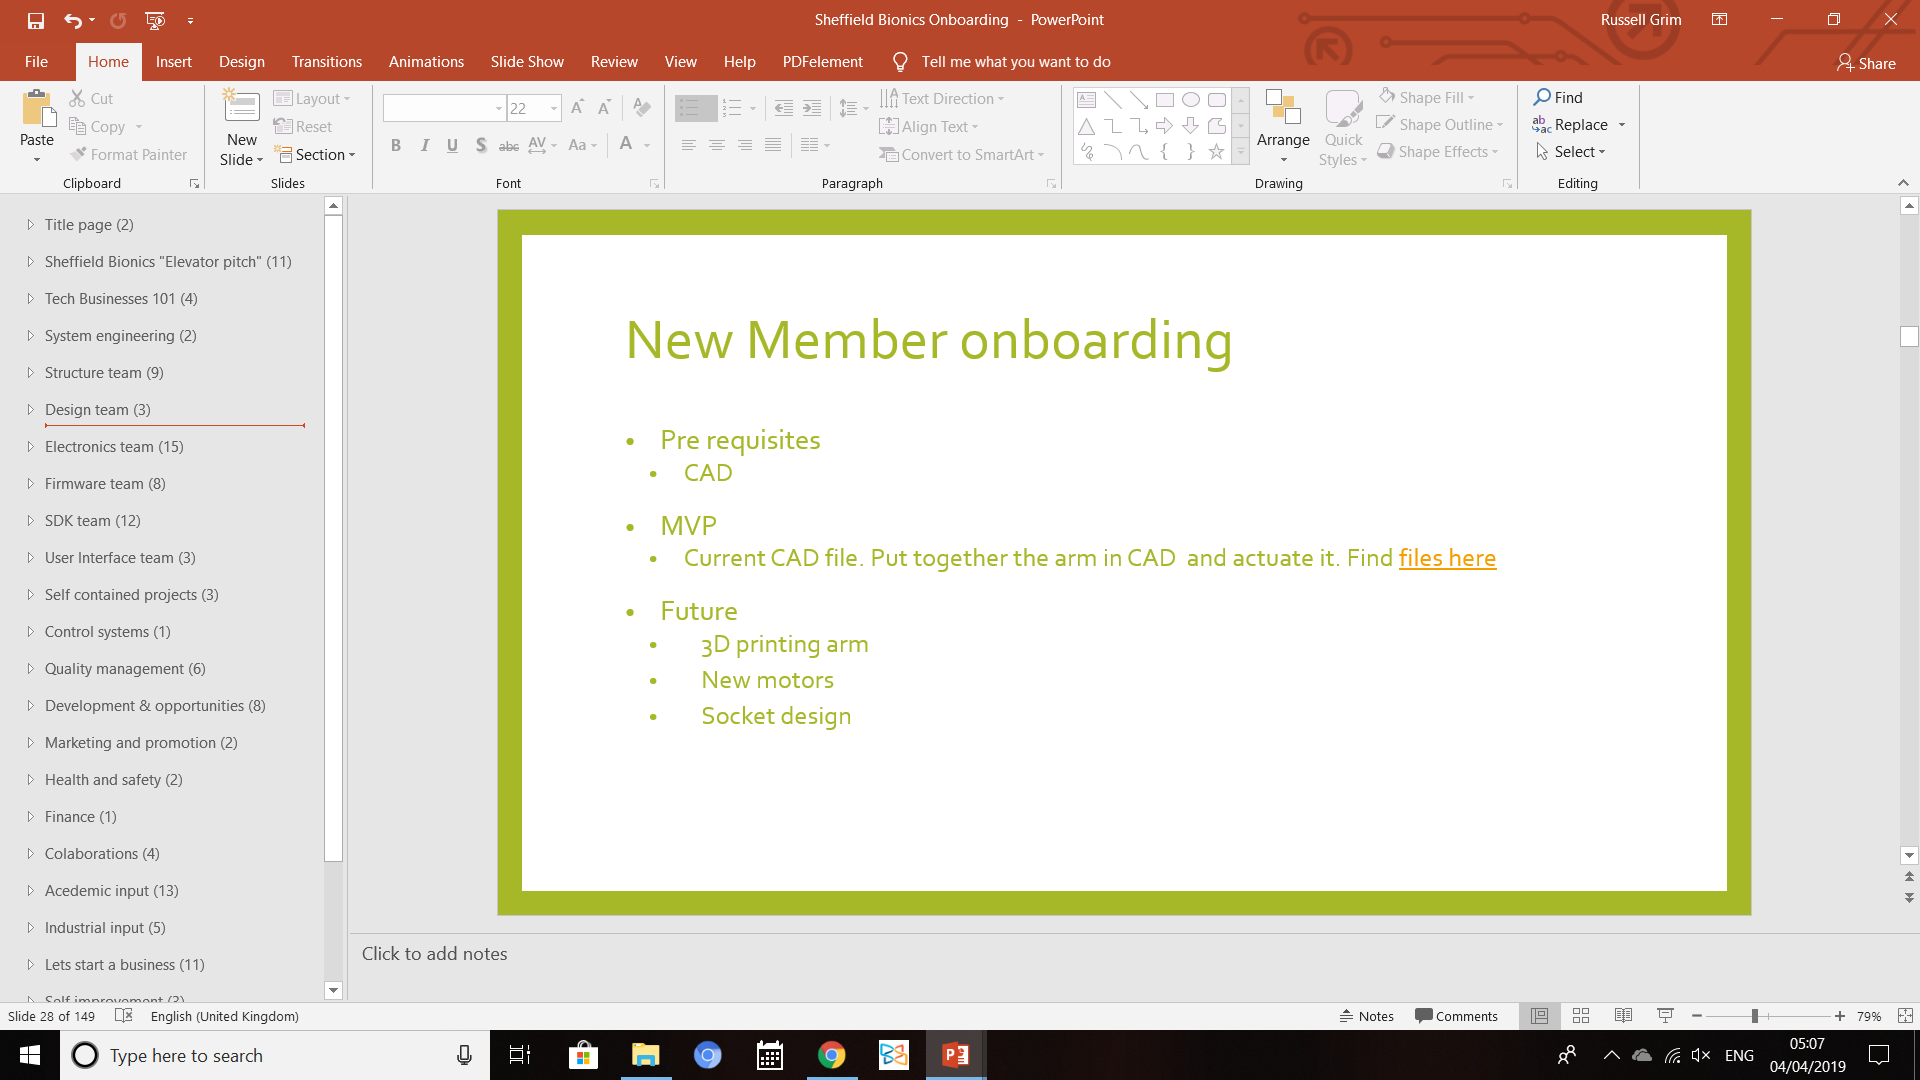 Sheffield Bionics Onboarding - PowerPoint
Russell Grim
File Home Insert Design Transitions Animations Slide Show Review View Help PDFelement Tell me what you want to do
Share
Paste
Cut
Copy
Format Painter
Clipboard
New Slide
Layout
Reset
Section
Slides
22
B I U S abc AV Aa A
Font
Text Direction
Align Text
Convert to SmartArt
Paragraph
Arrange
Quick Styles
Shape Fill
Shape Outline
Shape Effects
Drawing
Find
Replace
Select
Editing
Title page (2)
Sheffield Bionics "Elevator pitch" (11)
Tech Businesses 101 (4)
System engineering (2)
Structure team (9)
Design team (3)
Electronics team (15)
Firmware team (8)
SDK team (12)
User Interface team (3)
Self contained projects (3)
Control systems (1)
Quality management (6)
Development & opportunities (8)
Marketing and promotion (2)
Health and safety (2)
Finance (1)
Colaborations (4)
Acedemic input (13)
Industrial input (5)
Lets start a business (11)
Self improvement (3)
New Member onboarding
• Pre requisites
• CAD
• MVP
• Current CAD file. Put together the arm in CAD and actuate it. Find files here
• Future
• 3D printing arm
• New motors
• Socket design
Click to add notes
Slide 28 of 149
English (United Kingdom)
Notes
Comments
79%
Type here to search
ENG
05:07
04/04/2019